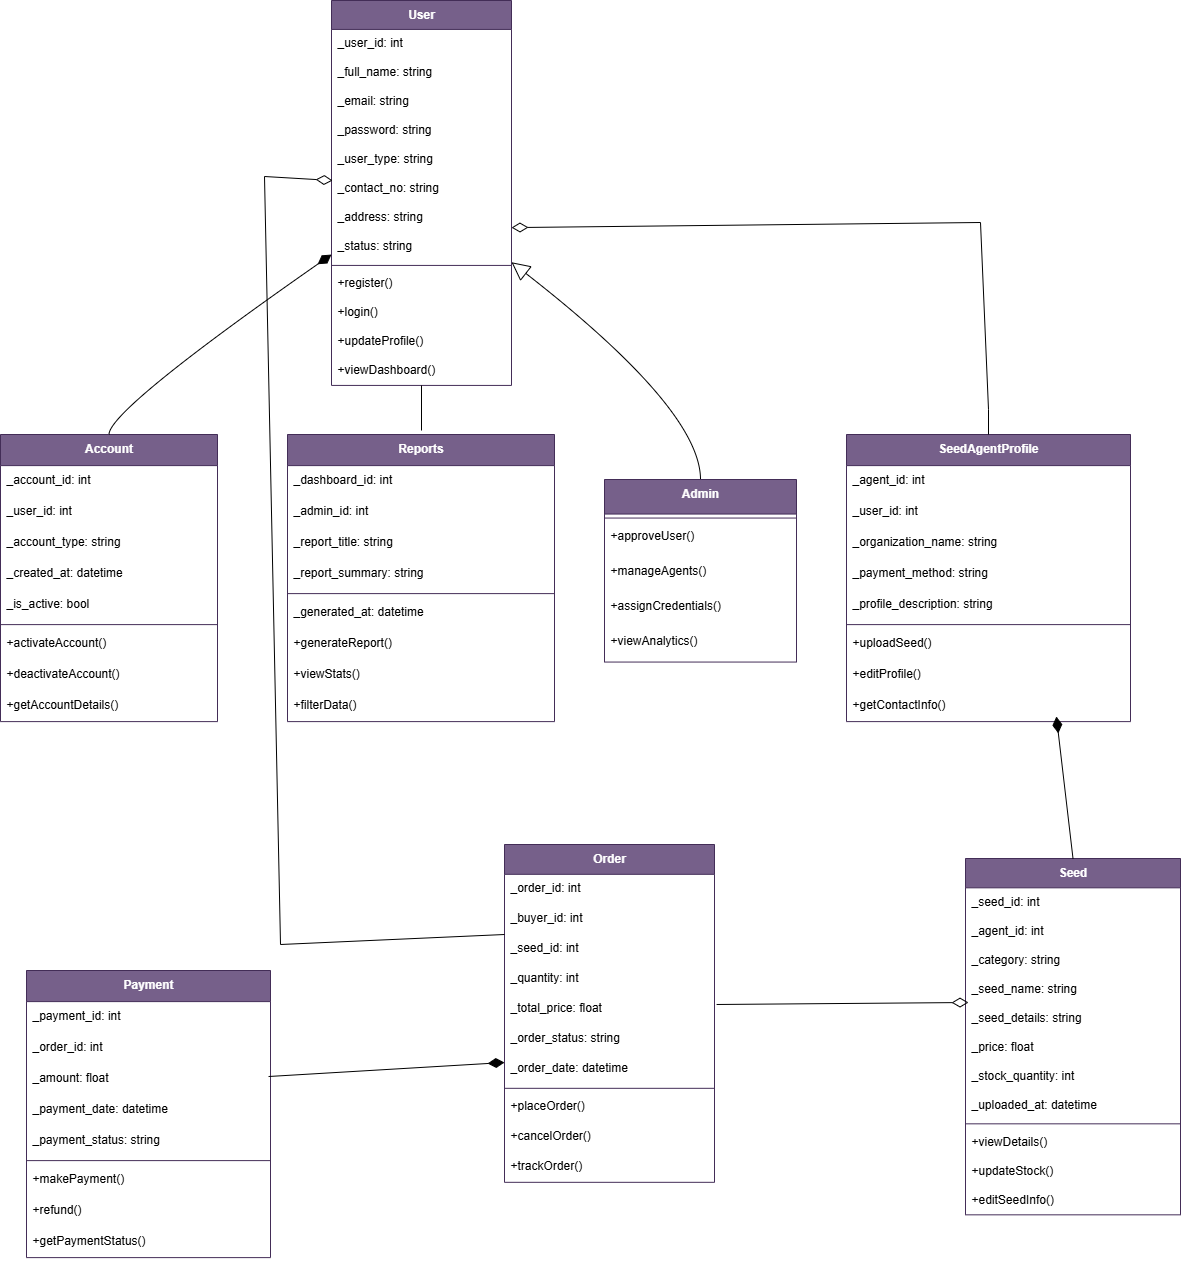 User
_user_id: int
_full_name: string
_email: string
_password: string
_user_type: string
_contact_no: string
_address: string
_status: string
+register()
+login()
+updateProfile()
+viewDashboard()
Account
_account_id: int
_user_id: int
_account_type: string
_created_at: datetime
_is_active: bool
+activateAccount()
+deactivateAccount()
+getAccountDetails()
Reports
_dashboard_id: int
_admin_id: int
_report_title: string
_report_summary: string
_generated_at: datetime
+generateReport()
+viewStats()
+filterData()
Admin
+approveUser()
+manageAgents()
+assignCredentials()
+viewAnalytics()
SeedAgentProfile
_agent_id: int
_user_id: int
_organization_name: string
_payment_method: string
_profile_description: string
+uploadSeed()
+editProfile()
+getContactInfo()
Payment
_payment_id: int
_order_id: int
_amount: float
_payment_date: datetime
_payment_status: string
+makePayment()
+refund()
+getPaymentStatus()
Order
_order_id: int
_buyer_id: int
_seed_id: int
_quantity: int
_total_price: float
_order_status: string
_order_date: datetime
+placeOrder()
+cancelOrder()
+trackOrder()
Seed
_seed_id: int
_agent_id: int
_category: string
_seed_name: string
_seed_details: string
_price: float
_stock_quantity: int
_uploaded_at: datetime
+viewDetails()
+updateStock()
+editSeedInfo()